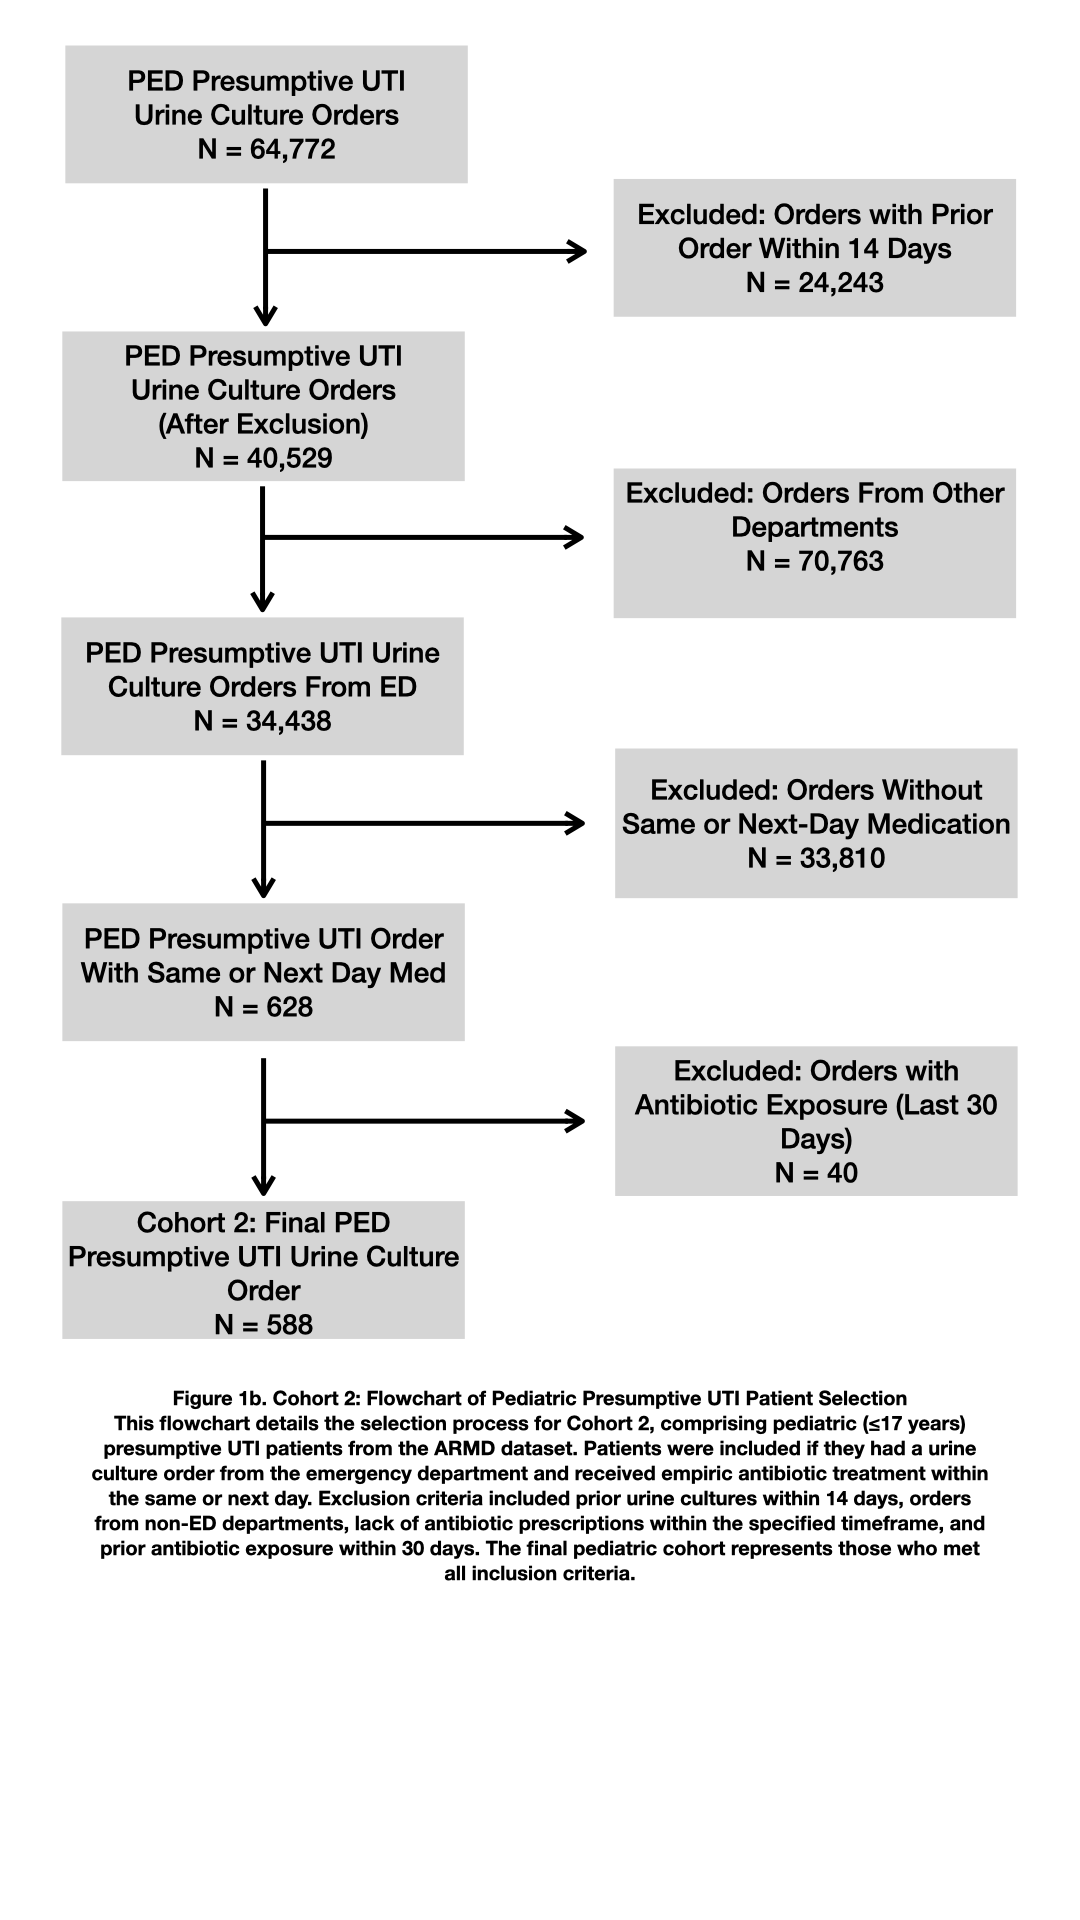 PED Presumptive UTI
Urine Culture Orders
N = 64,772
Excluded: Orders with Prior
Order Within 14 Days
N = 24,243
PED Presumptive UTI
Urine Culture Orders
(After Exclusion)
N = 40,529
Excluded: Orders From Other
Departments
N = 70,763
PED Presumptive UTI Urine
Culture Orders From ED
N = 34,438
Excluded: Orders Without
Same or Next-Day Medication
N = 33,810
PED Presumptive UTI Order
With Same or Next Day Med
N = 628
Excluded: Orders with
Antibiotic Exposure (Last 30
Days)
N = 40
Cohort 2: Final PED
Presumptive UTI Urine Culture
Order
N = 588
Figure 1b. Cohort 2: Flowchart of Pediatric Presumptive UTI Patient Selection
This flowchart details the selection process for Cohort 2, comprising pediatric (≤17 years)
presumptive UTI patients from the ARMD dataset. Patients were included if they had a urine
culture order from the emergency department and received empiric antibiotic treatment within
the same or next day. Exclusion criteria included prior urine cultures within 14 days, orders
from non-ED departments, lack of antibiotic prescriptions within the specified timeframe, and
prior antibiotic exposure within 30 days. The final pediatric cohort represents those who met
all inclusion criteria.